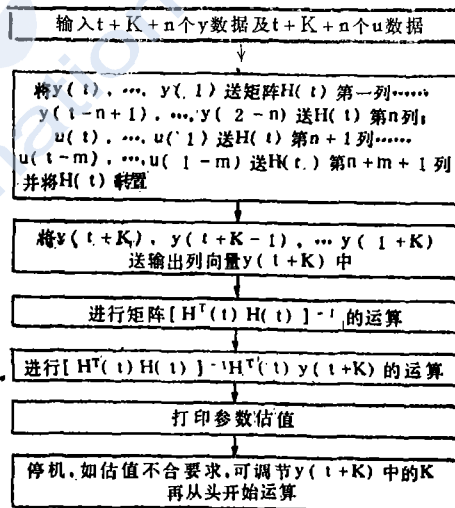 输入t+K+n个y数据及t+K+n个u数据
将y(t),…,y(1)送矩阵H(t)第一列……
y(t-n+1),…,y(2-n)送H(t)第n列;
u(t),…,u(1)送H(t)第n+1列……
u(t-m),…,u(1-m)送H(t)第n+m+1列
并将H(t)转置
将y(t+K),y(t+K-1),…y(1+K)
送输出列向量y(t+K)中
进行矩阵[Hᵀ(t)H(t)]⁻¹的运算
进行[Hᵀ(t)H(t)]⁻¹Hᵀ(t)y(t+K)的运算
打印参数估值
停机,如估值不合要求,可调节y(t+K)中的K
再从头开始运算